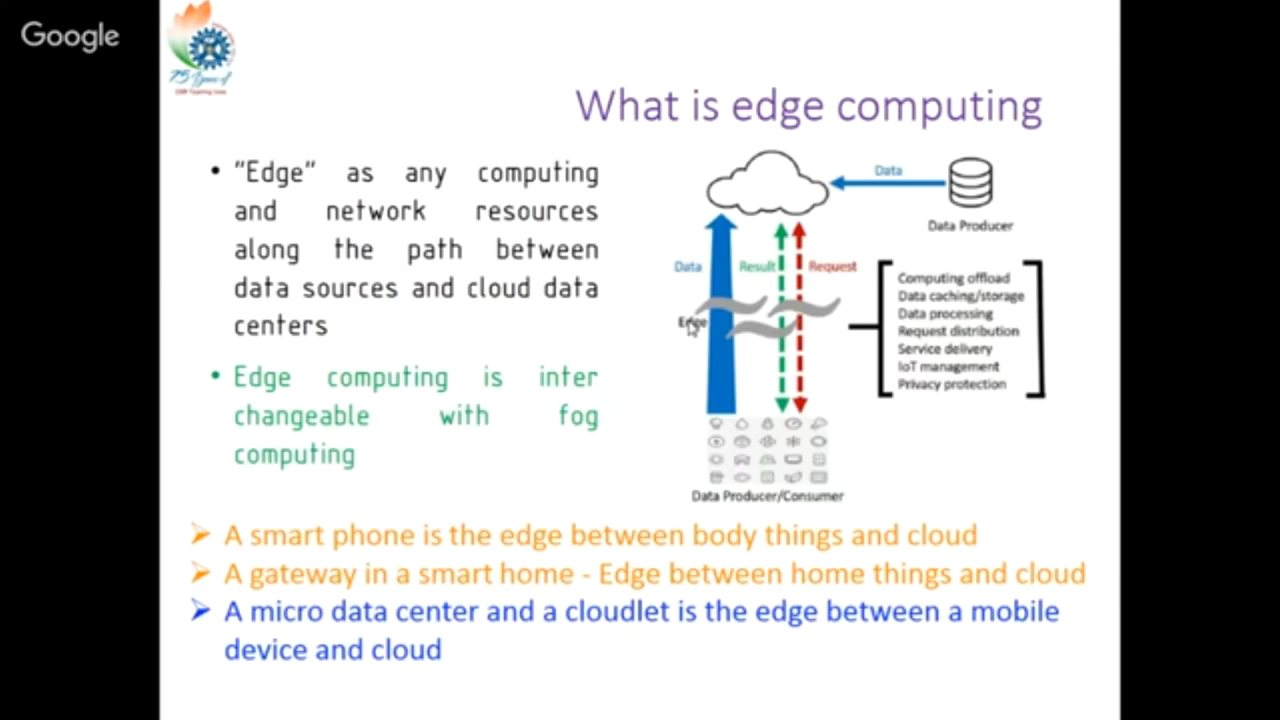 Google
75 Years of
What is edge computing
• "Edge" as any computing
and network resources
along the path between
data sources and cloud data
centers
• Edge computing is inter
changeable with fog
computing
Data
Data Producer
Data
Result
Request
Edge
Computing offload
Data caching/storage
Data processing
Request distribution
Service delivery
IoT management
Privacy protection
Data Producer/Consumer
➢ A smart phone is the edge between body things and cloud
➢ A gateway in a smart home - Edge between home things and cloud
➢ A micro data center and a cloudlet is the edge between a mobile
device and cloud